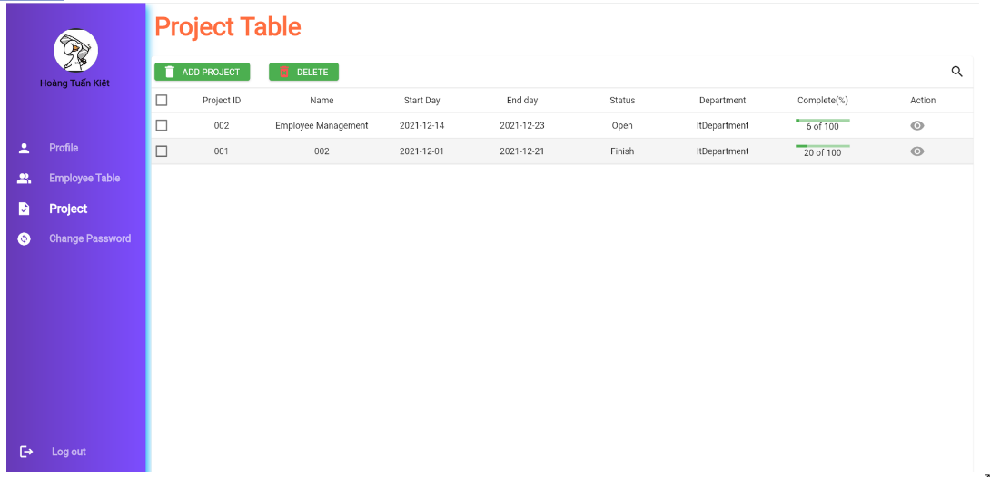 Project Table
Hoàng Tuấn Kiệt
Profile
Employee Table
Project
Change Password
Log out
ADD PROJECT DELETE
Project ID Name Start Day End day Status Department Complete(%) Action
002 Employee Management 2021-12-14 2021-12-23 Open ItDepartment 6 of 100
001 002 2021-12-01 2021-12-21 Finish ItDepartment 20 of 100